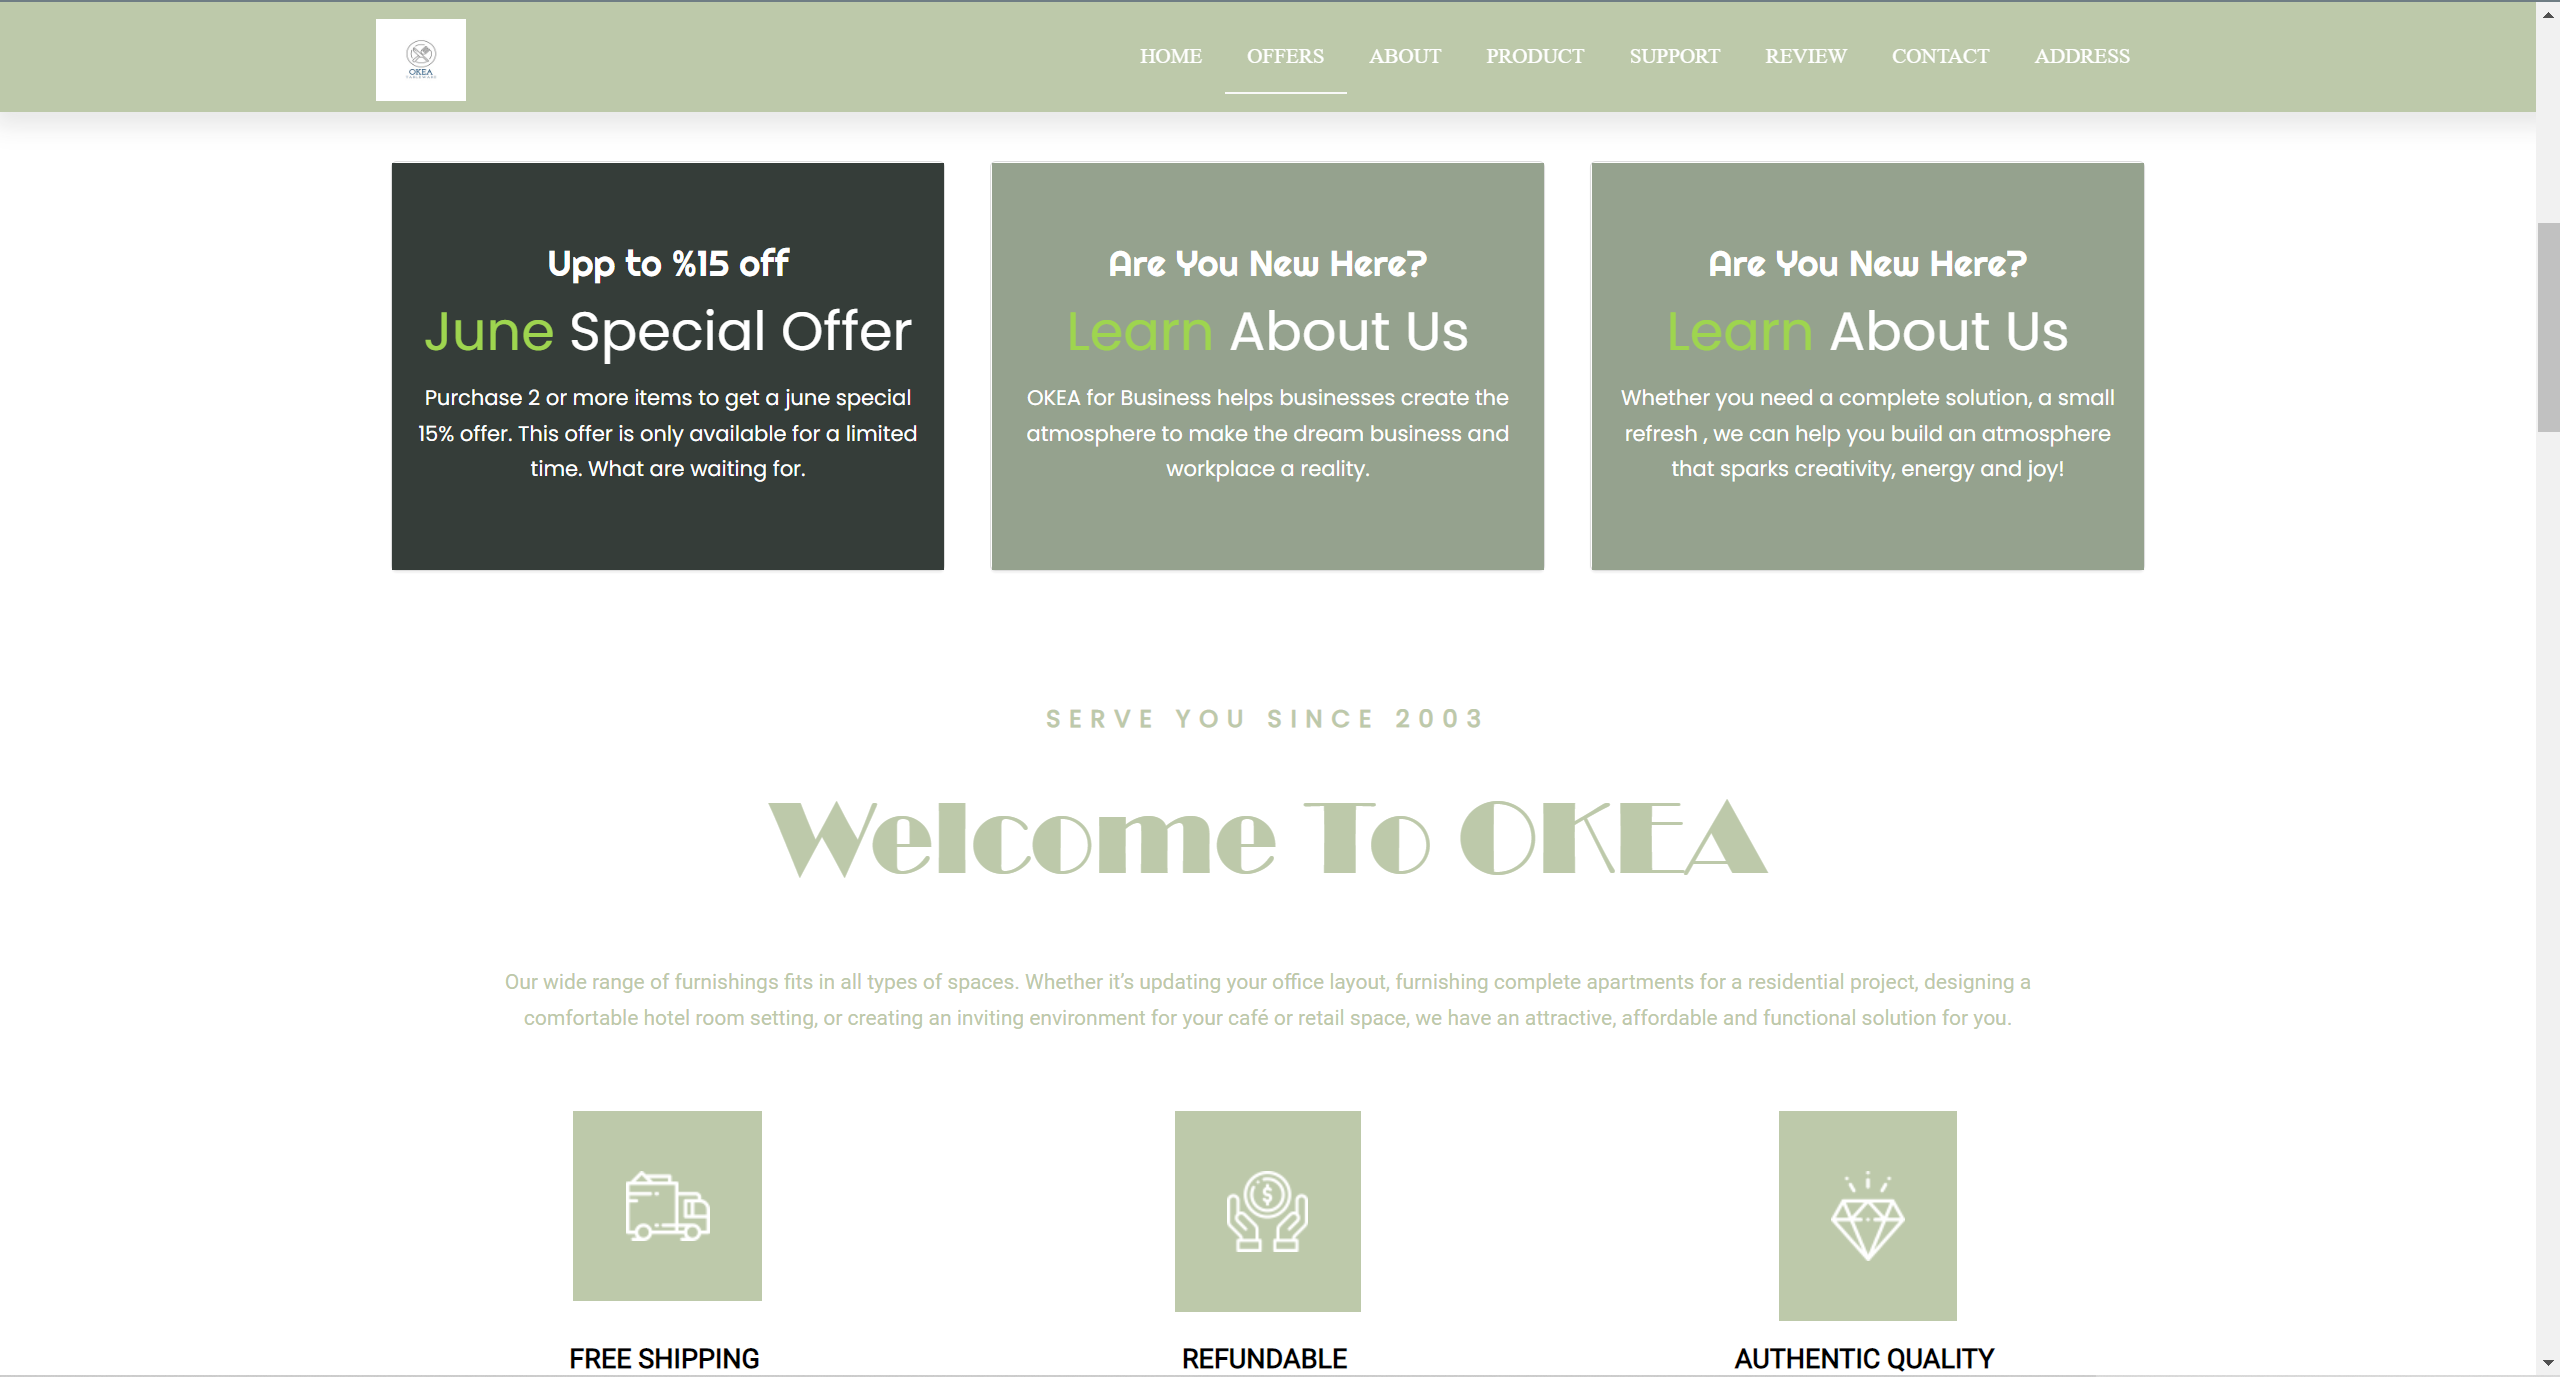 OKEA
HOME OFFERS ABOUT PRODUCT SUPPORT REVIEW CONTACT ADDRESS
Upp to %15 off
June Special Offer
Purchase 2 or more items to get a june special
15% offer. This offer is only available for a limited
time. What are waiting for.
Are You New Here?
Learn About Us
OKEA for Business helps businesses create the
atmosphere to make the dream business and
workplace a reality.
Are You New Here?
Learn About Us
Whether you need a complete solution, a small
refresh , we can help you build an atmosphere
that sparks creativity, energy and joy!
SERVE YOU SINCE 2003
Welcome To OKEA
Our wide range of furnishings fits in all types of spaces. Whether it’s updating your office layout, furnishing complete apartments for a residential project, designing a
comfortable hotel room setting, or creating an inviting environment for your café or retail space, we have an attractive, affordable and functional solution for you.
$
FREE SHIPPING
REFUNDABLE
AUTHENTIC QUALITY